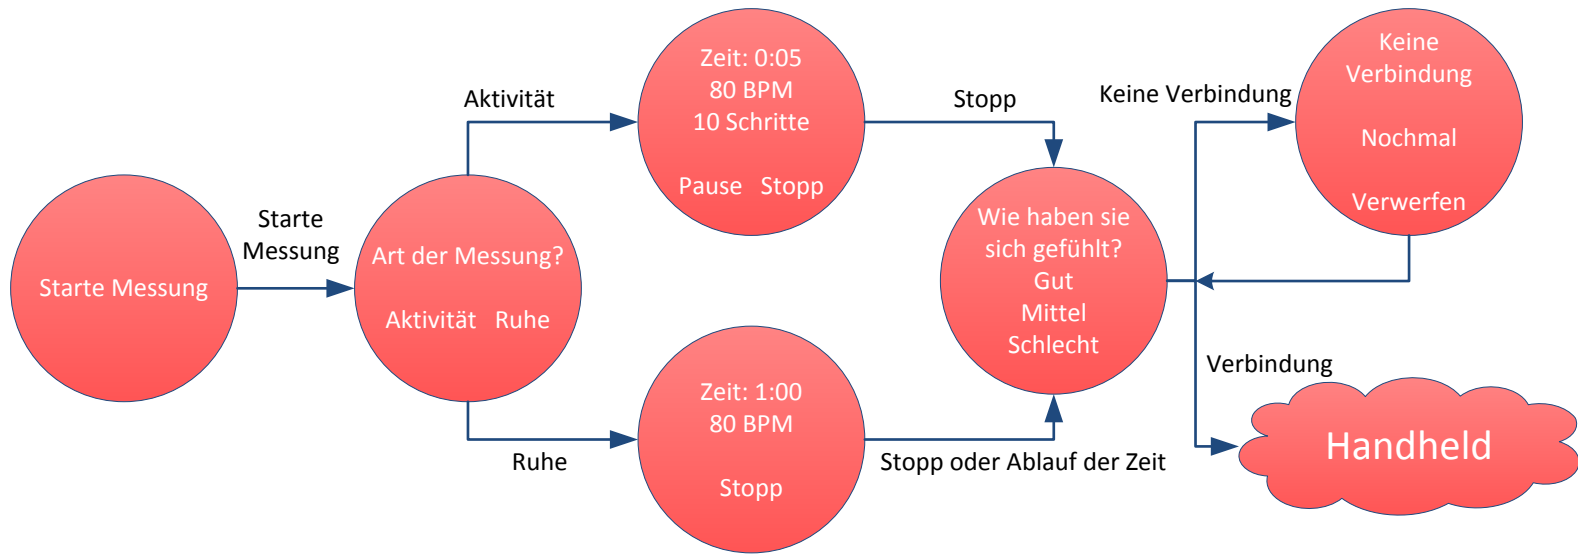 Starte Messung
Starte
Messung
Art der Messung?
Aktivität Ruhe
Aktivität
Zeit: 0:05
80 BPM
10 Schritte
Pause Stopp
Ruhe
Zeit: 1:00
80 BPM
Stopp
Stopp
Stopp oder Ablauf der Zeit
Wie haben sie
sich gefühlt?
Gut
Mittel
Schlecht
Keine Verbindung
Keine
Verbindung
Nochmal
Verwerfen
Verbindung
Handheld